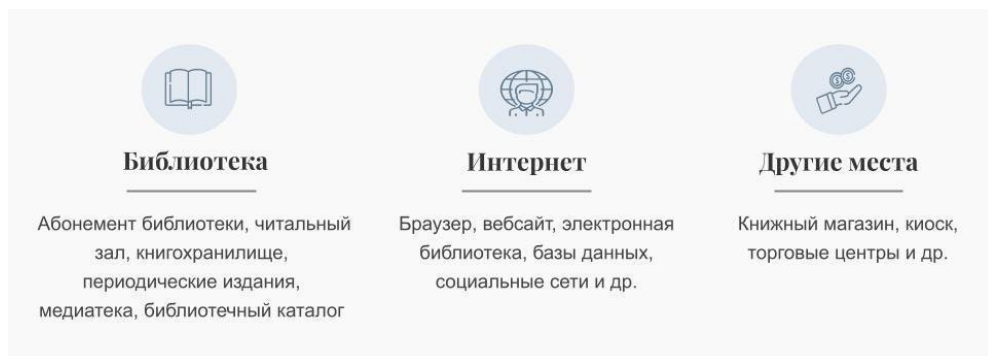 Библиотека
Абонемент библиотеки, читальный
зал, книгохранилище,
периодические издания,
медиатека, библиотечный каталог
Интернет
Браузер, вебсайт, электронная
библиотека, базы данных,
социальные сети и др.
Другие места
Книжный магазин, киоск,
торговые центры и др.